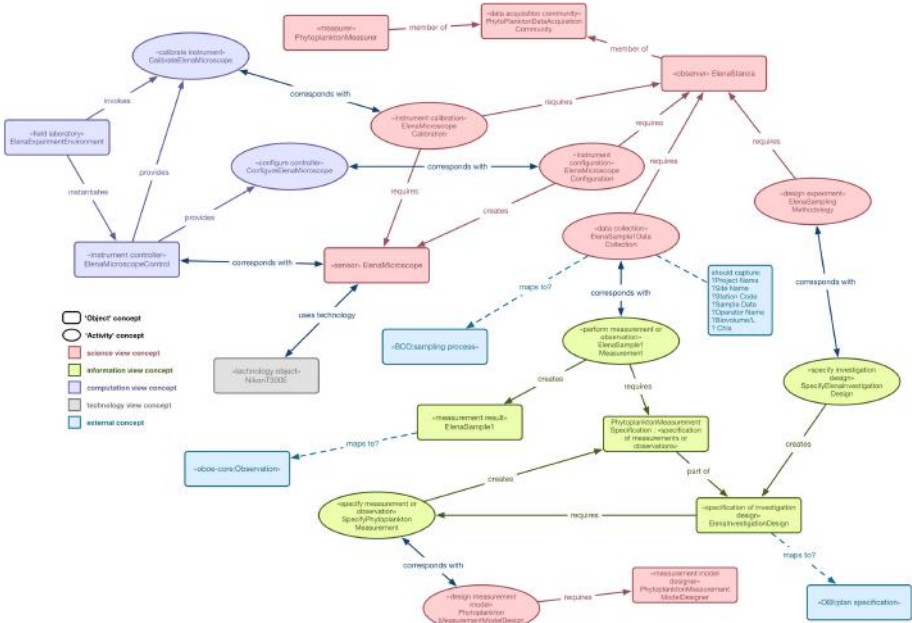 «measurer»
PhytoplanktonMeasurer
member of
«data acquisition community»
PhytoPlanktonDataAcquisition
Community
member of
«calibrate instrument»
CalibrateElenaMicroscope
«observer» ElenaStanca
corresponds with
invokes
requires
«instrument calibration»
ElenaMicroscope
Calibration
«field laboratory»
ElenaExperimentEnvironment
requires
requires
«configure controller»
ConfigureElenaMicroscope
corresponds with
«instrument
configuration»
ElenaMicroscope
Configuration
requires
provides
instantiates
requires
«design experiment»
ElenaSampling
Methodology
provides
creates
«data collection»
ElenaSample1Data
Collection
«instrument controller»
ElenaMicroscopeControl
corresponds with
«sensor» ElenaMicroscope
should capture:
?Project Name
?Site Name
?Station Code
?Sample Data
?Operator Name
?Biovolume/L
? Chla
maps to?
corresponds with
corresponds with
'Object' concept
'Activity' concept
science view concept
information view concept
computation view concept
technology view concept
external concept
uses technology
«BCO:sampling process»
«perform measurement or
observation»
ElenaSample1
Measurement
«technology object»
NikonT300E
«specify investigation
design»
SpecifyElenaInvestigation
Design
creates
requires
«measurement result»
ElenaSample1
PhytoplanktonMeasurement
Specification : «specification
of measurements or
observations»
maps to?
creates
«oboe-core:Observation»
part of
creates
«specify measurement or
observation»
SpecifyPhytoplankton
Measurement
requires
«specification of investigation
design»
ElenaInvestigationDesign
maps to?
corresponds with
«design measurement
model»
Phytoplankton
MeasurementModelDesign
requires
«measurement model
designer»
PhytoplanktonMeasurement
ModelDesigner
«OBI:plan specification»